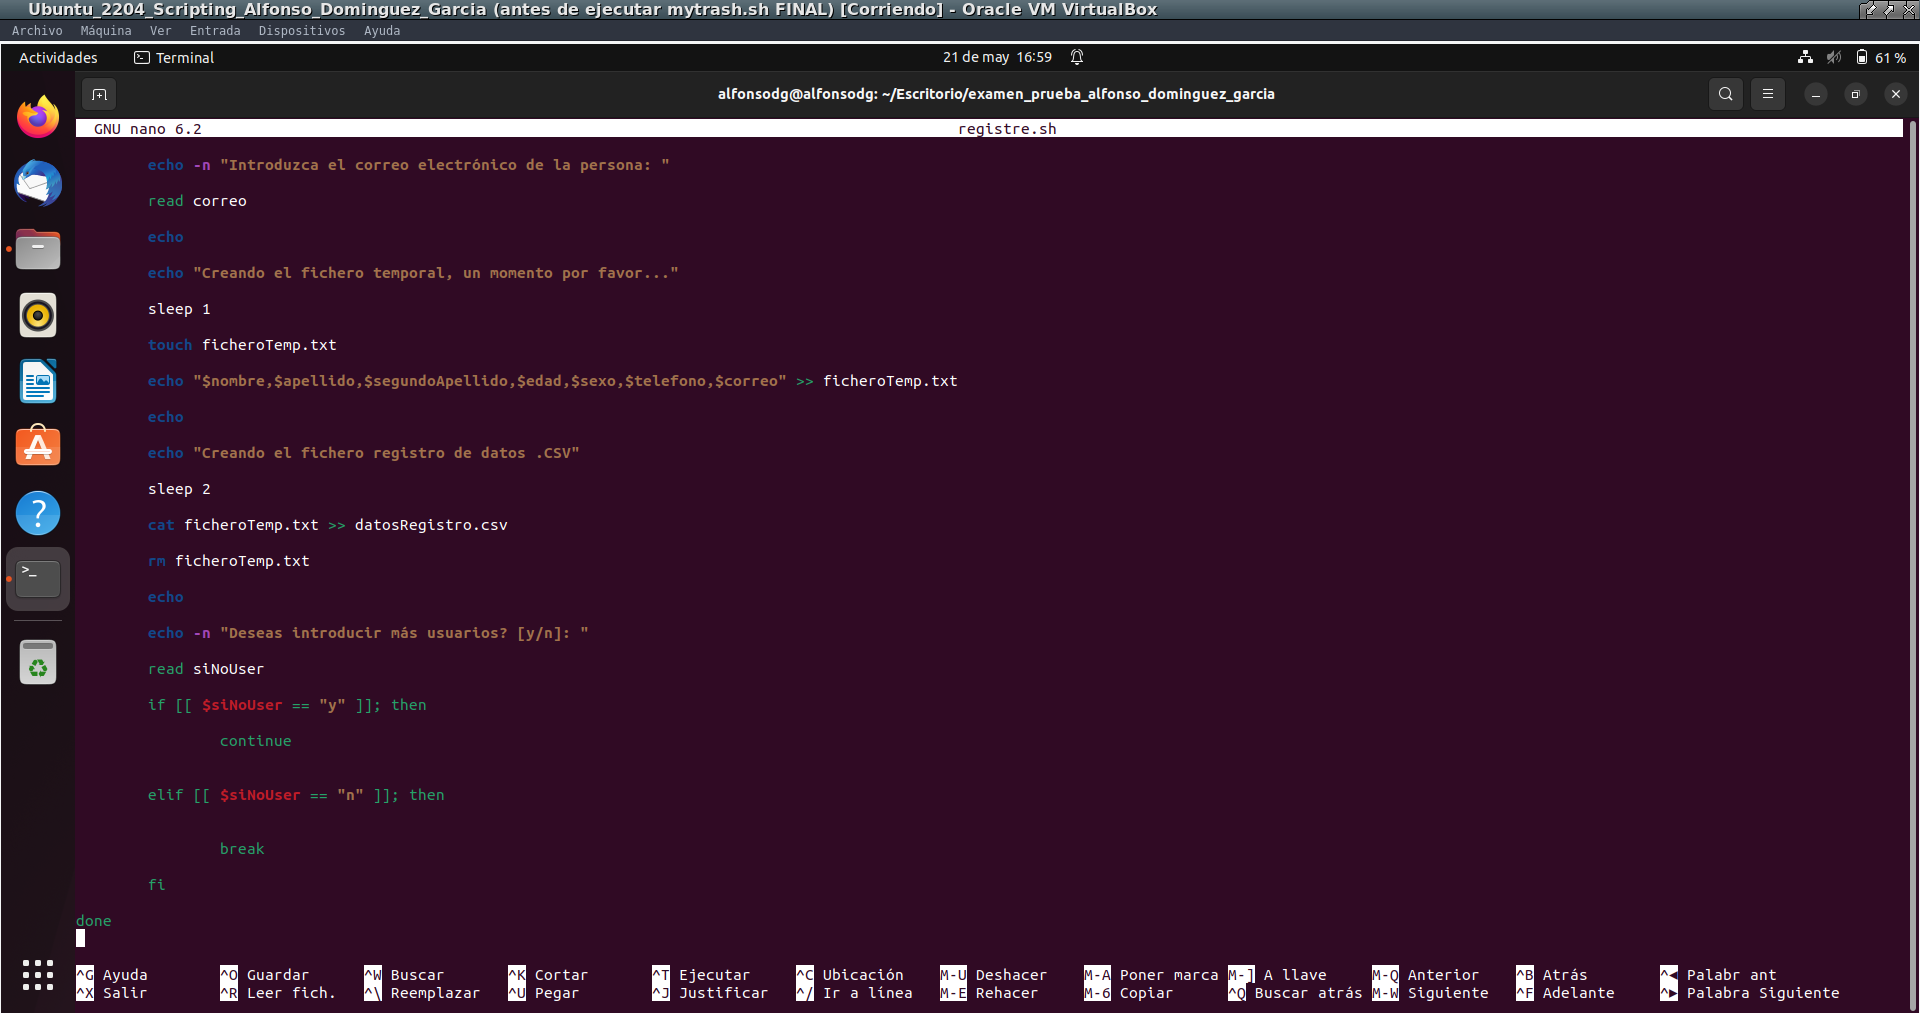 Ubuntu_2204_Scripting_Alfonso_Dominguez_Garcia (antes de ejecutar mytrash.sh FINAL) [Corriendo] - Oracle VM VirtualBox
Archivo Máquina Ver Entrada Dispositivos Ayuda
Actividades Terminal 21 de may 16:59 61 %
alfonsodg@alfonsodg: ~/Escritorio/examen_prueba_alfonso_dominguez_garcia
GNU nano 6.2 registre.sh
echo -n "Introduzca el correo electrónico de la persona: "
read correo
echo
echo "Creando el fichero temporal, un momento por favor..."
sleep 1
touch ficheroTemp.txt
echo "$nombre,$apellido,$segundoApellido,$edad,$sexo,$telefono,$correo" >> ficheroTemp.txt
echo
echo "Creando el fichero registro de datos .CSV"
sleep 2
cat ficheroTemp.txt >> datosRegistro.csv
rm ficheroTemp.txt
echo
echo -n "Deseas introducir más usuarios? [y/n]: "
read siNoUser
if [[ $siNoUser == "y" ]]; then
continue
elif [[ $siNoUser == "n" ]]; then
break
fi
done
^G Ayuda ^O Guardar ^W Buscar ^K Cortar ^T Ejecutar ^C Ubicación M-U Deshacer M-A Poner marca M-] A llave M-Q Anterior ^B Atrás ^◀ Palabr ant
^X Salir ^R Leer fich. ^\ Reemplazar ^U Pegar ^J Justificar ^/ Ir a línea M-E Rehacer M-6 Copiar ^Q Buscar atrás M-W Siguiente ^F Adelante ^▶ Palabra Siguiente